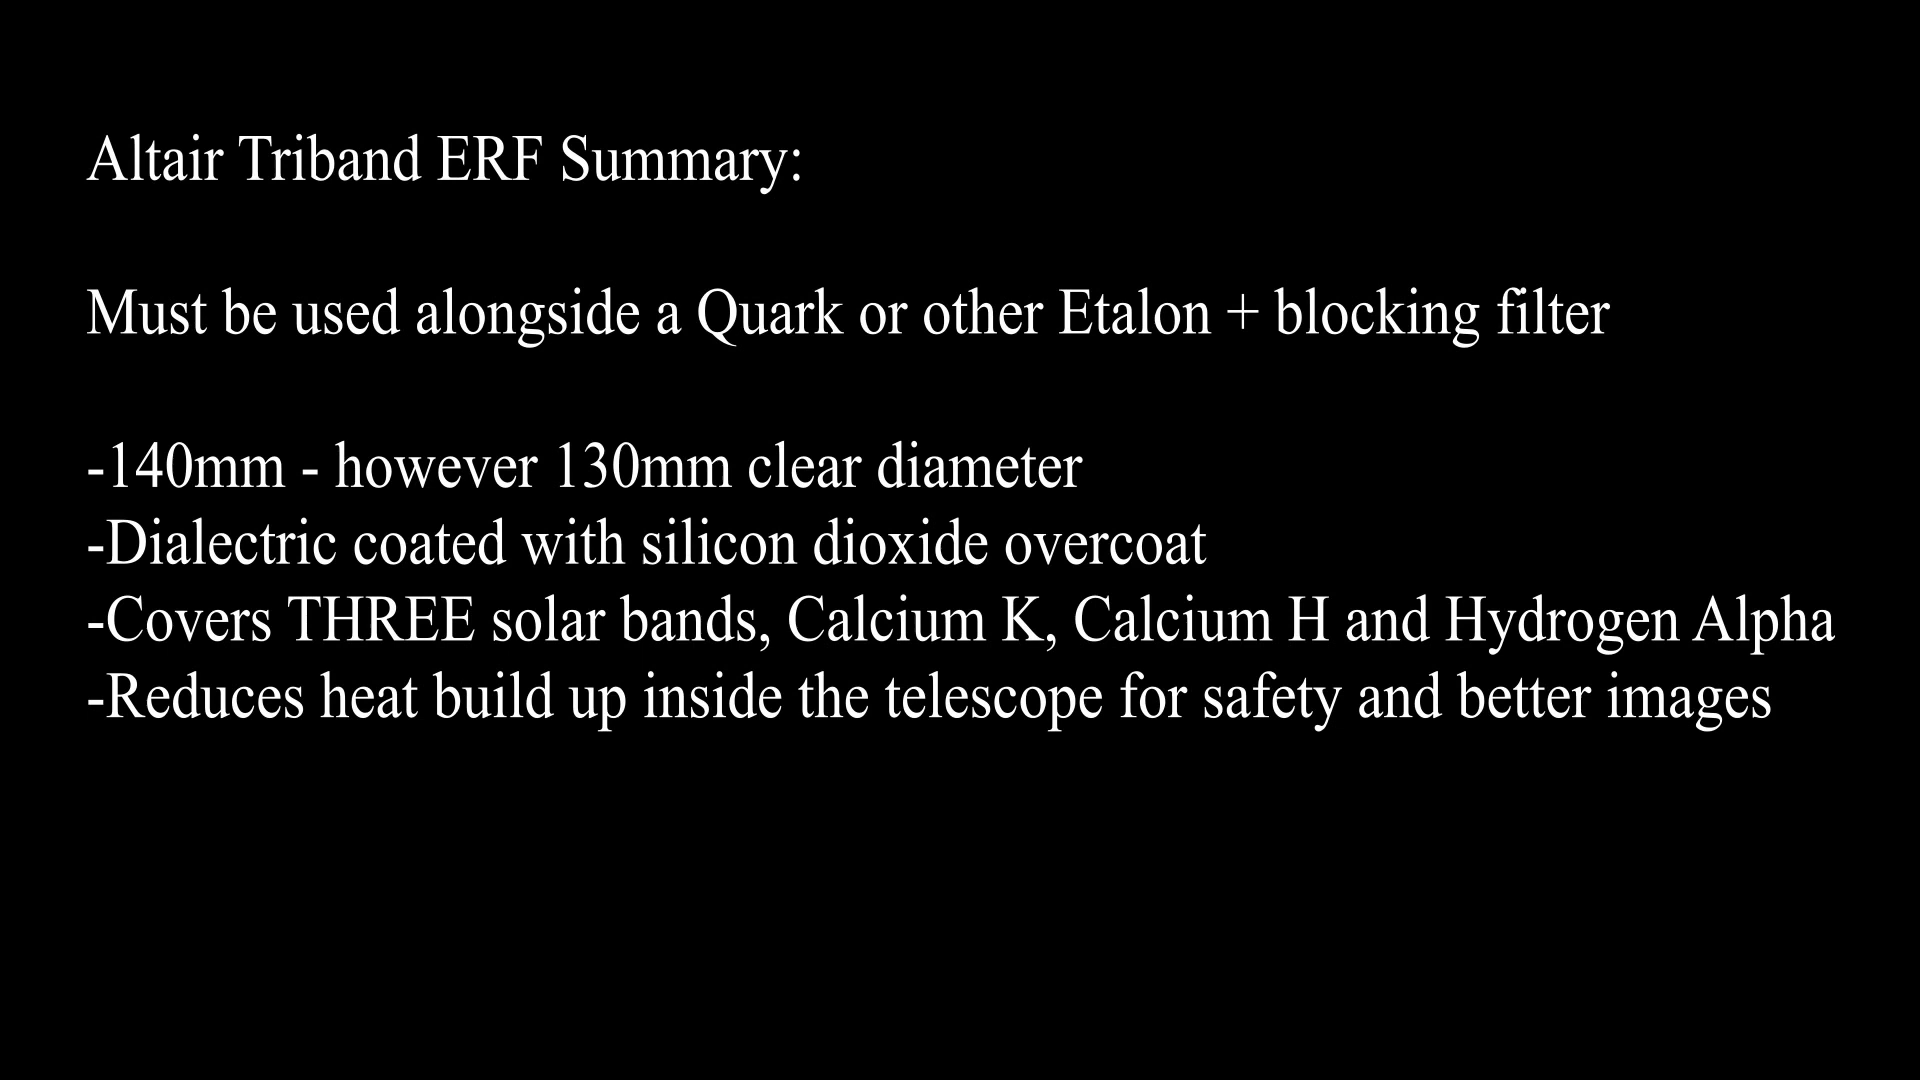 Altair Triband ERF Summary:
Must be used alongside a Quark or other Etalon + blocking filter
-140mm - however 130mm clear diameter
-Dialectric coated with silicon dioxide overcoat
-Covers THREE solar bands, Calcium K, Calcium H and Hydrogen Alpha
-Reduces heat build up inside the telescope for safety and better images